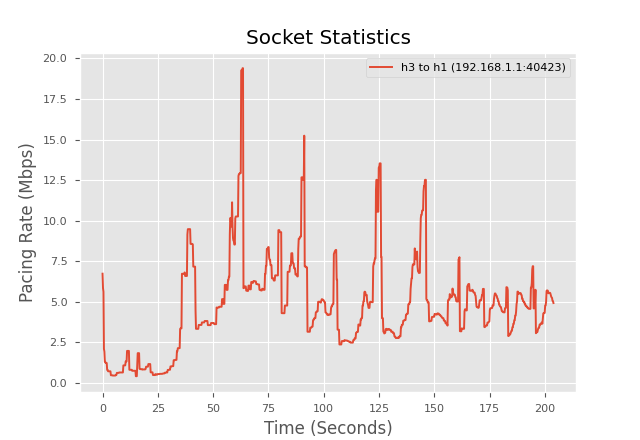 Socket Statistics
h3 to h1 (192.168.1.1:40423)
Pacing Rate (Mbps)
20.0
17.5
15.0
12.5
10.0
7.5
5.0
2.5
0.0
0 25 50 75 100 125 150 175 200
Time (Seconds)